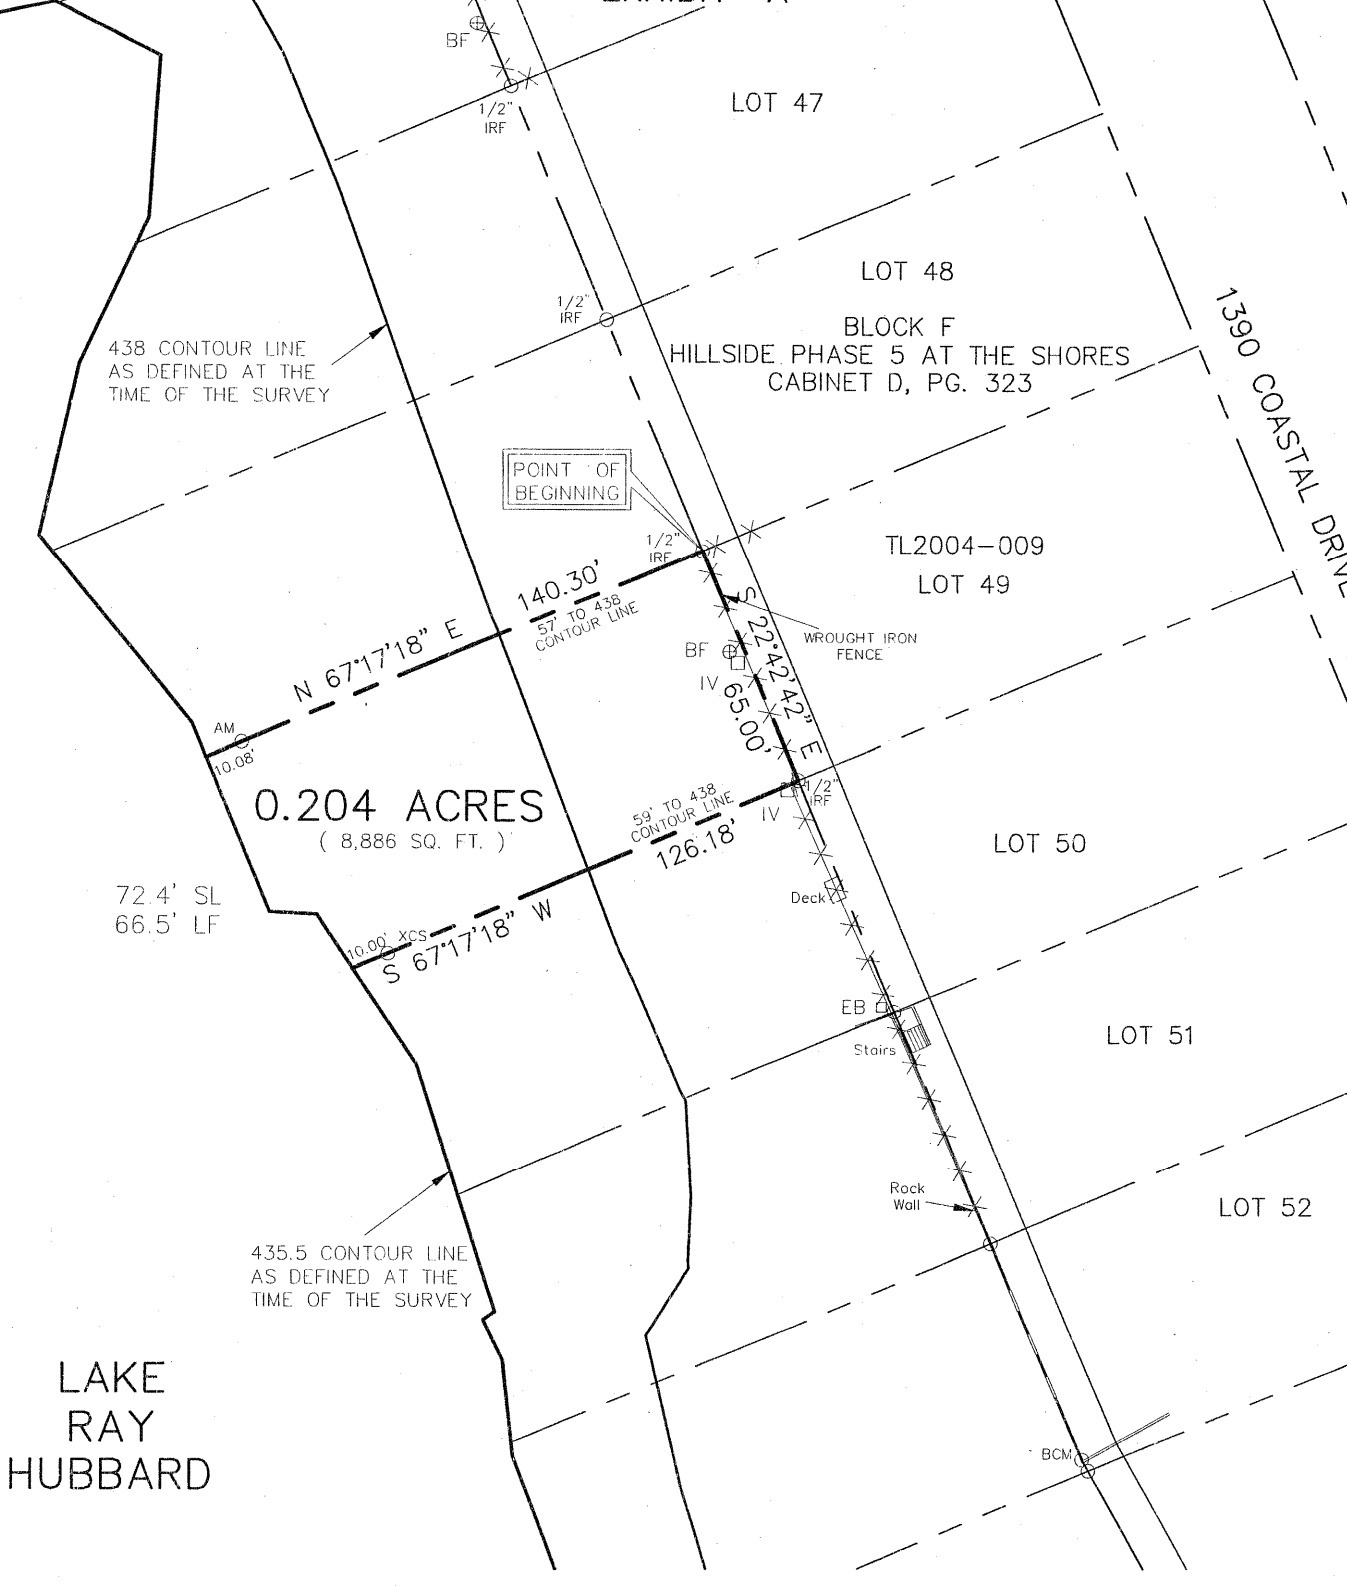 BF
1/2"
IRF
LOT 47
1/2"
IRF
LOT 48
BLOCK F
HILLSIDE PHASE 5 AT THE SHORES
CABINET D, PG. 323
1390 COASTAL DRIVE
438 CONTOUR LINE
AS DEFINED AT THE
TIME OF THE SURVEY
POINT OF
BEGINNING
1/2"
IRF
TL2004-009
LOT 49
140.30'
57' TO 438
CONTOUR LINE
N 67°17'18" E
S 22°42'42" E
65.00'
WROUGHT IRON
FENCE
BF
IV
AM
10.08'
0.204 ACRES
( 8,886 SQ. FT. )
59' TO 438
CONTOUR LINE
126.18'
IV
1/2"
IRF
LOT 50
72.4' SL
66.5' LF
Deck
10.00' XCS
S 67°17'18" W
EB
Stairs
LOT 51
Rock
Wall
LOT 52
435.5 CONTOUR LINE
AS DEFINED AT THE
TIME OF THE SURVEY
LAKE
RAY
HUBBARD
BCM